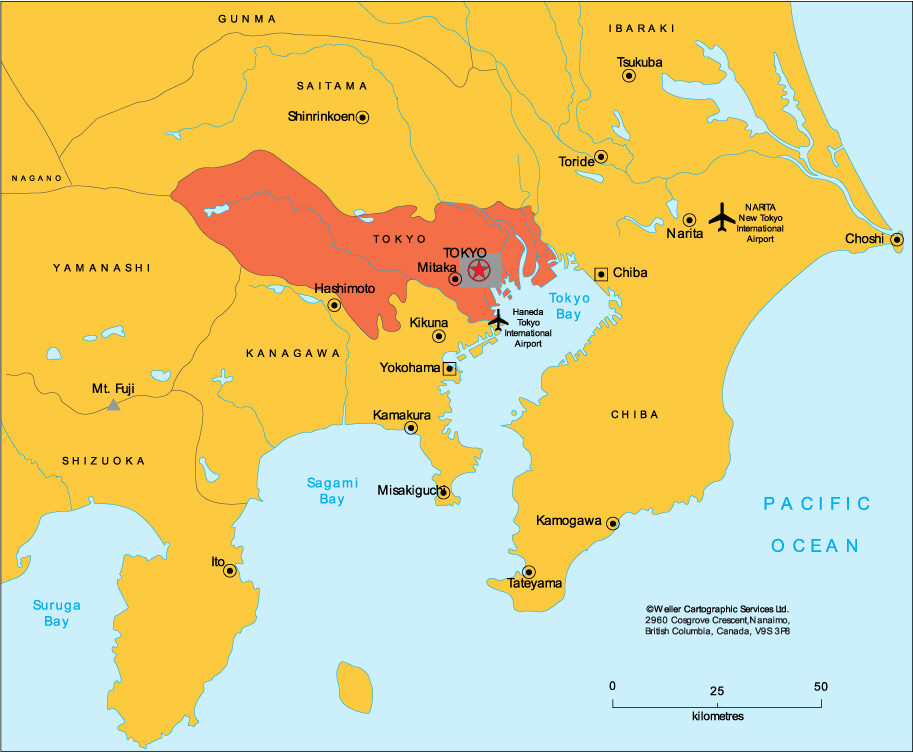 GUNMA
IBARAKI
Tsukuba
SAITAMA
Shinrinkoen
Toride
NAGANO
NARITA
New Tokyo
International
Airport
Narita
Choshi
TOKYO
TOKYO
Mitaka
YAMANASHI
Chiba
Hashimoto
Tokyo
Bay
Haneda
Tokyo
International
Airport
Kikuna
KANAGAWA
Yokohama
Mt. Fuji
Kamakura
CHIBA
SHIZUOKA
Sagami
Bay
Misakiguchi
PACIFIC
OCEAN
Kamogawa
Ito
Tateyama
Suruga
Bay
©Weller Cartographic Services Ltd.
2960 Cosgrove Crescent,Nanaimo,
British Columbia, Canada, V9S 3P8
0 25 50
kilometres